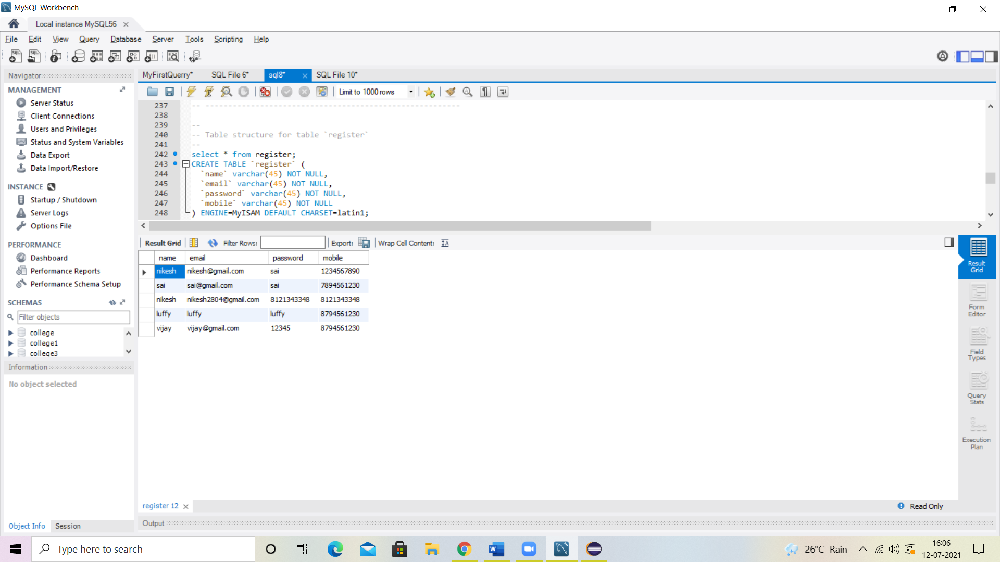 MySQL Workbench
Local instance MySQL56
File Edit View Query Database Server Tools Scripting Help
Navigator
MANAGEMENT
Server Status
Client Connections
Users and Privileges
Status and System Variables
Data Export
Data Import/Restore
INSTANCE
Startup / Shutdown
Server Logs
Options File
PERFORMANCE
Dashboard
Performance Reports
Performance Schema Setup
SCHEMAS
Filter objects
college
college1
college3
Information
No object selected
Object Info Session
MyFirstQuerry* SQL File 6* sql8* SQL File 10*
Limit to 1000 rows
237 -- --------------------------------------------------------
238
239 --
240 -- Table structure for table `register`
241 --
242 select * from register;
243 CREATE TABLE `register` (
244 `name` varchar(45) NOT NULL,
245 `email` varchar(45) NOT NULL,
246 `password` varchar(45) NOT NULL,
247 `mobile` varchar(45) NOT NULL
248 ) ENGINE=MyISAM DEFAULT CHARSET=latin1;
Result Grid Filter Rows: Export: Wrap Cell Content:
name email password mobile
nikesh nikesh@gmail.com sai 1234567890
sai sai@gmail.com sai 7894561230
nikesh nikesh2804@gmail.com 8121343348 8121343348
luffy luffy luffy 8794561230
vijay vijay@gmail.com 12345 8794561230
Result
Grid
Form
Editor
Field
Types
Query
Stats
Execution
Plan
register 12
Read Only
Output
Type here to search
26°C Rain
16:06
12-07-2021